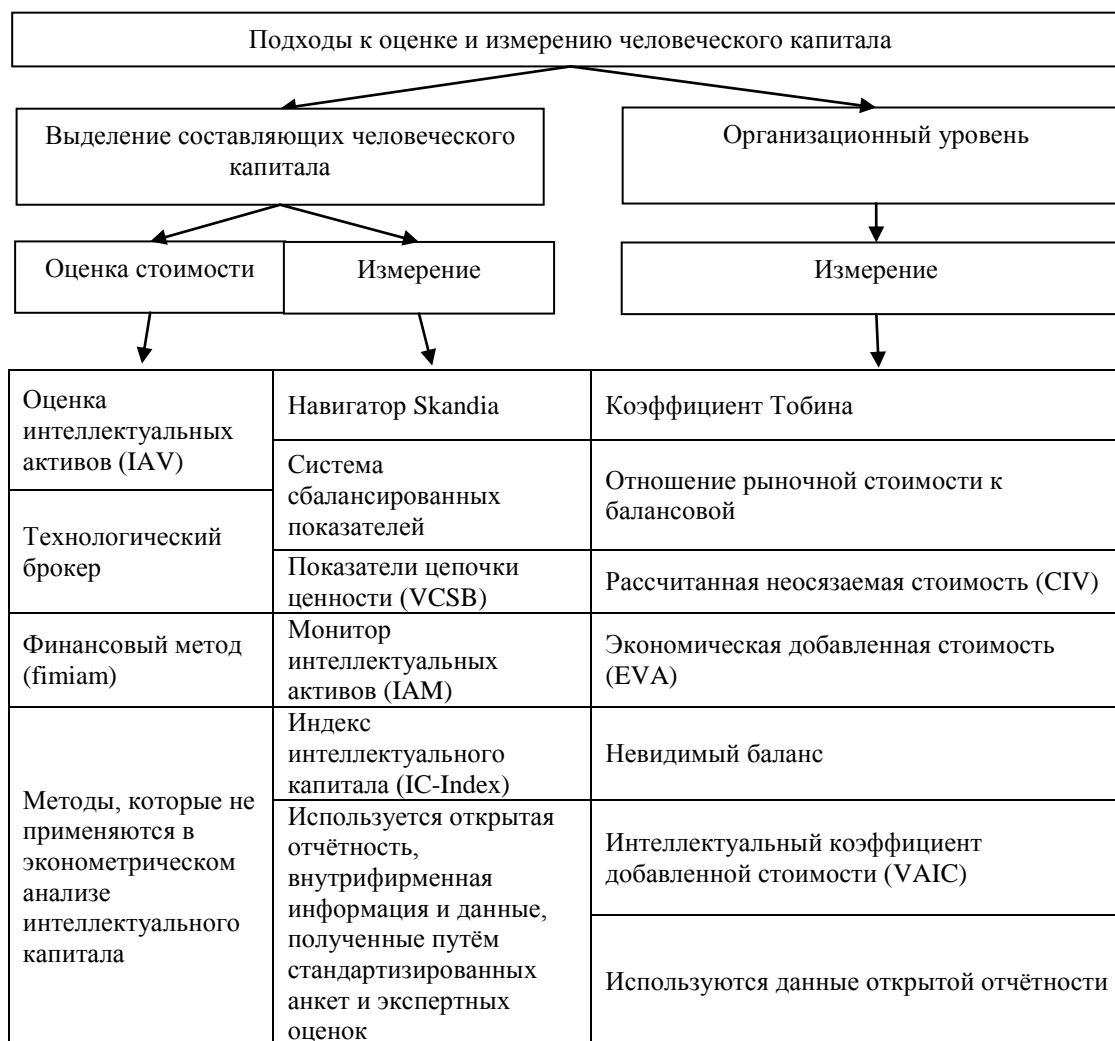 Подходы к оценке и измерению человеческого капитала
Выделение составляющих человеческого
капитала
Организационный уровень
Оценка стоимости
Измерение
Измерение
Оценка
интеллектуальных
активов (IAV)
Технологический
брокер
Финансовый метод
(fimiam)
Методы, которые не
применяются в
эконометрическом
анализе
интеллектуального
капитала
Навигатор Skandia
Система
сбалансированных
показателей
Показатели цепочки
ценности (VCSB)
Монитор
интеллектуальных
активов (IAM)
Индекс
интеллектуального
капитала (IC-Index)
Используется открытая
отчётность,
внутрифирменная
информация и данные,
полученные путём
стандартизированных
анкет и экспертных
оценок
Коэффициент Тобина
Отношение рыночной стоимости к
балансовой
Рассчитанная неосязаемая стоимость (CIV)
Экономическая добавленная стоимость
(EVA)
Невидимый баланс
Интеллектуальный коэффициент
добавленной стоимости (VAIC)
Используются данные открытой отчётности